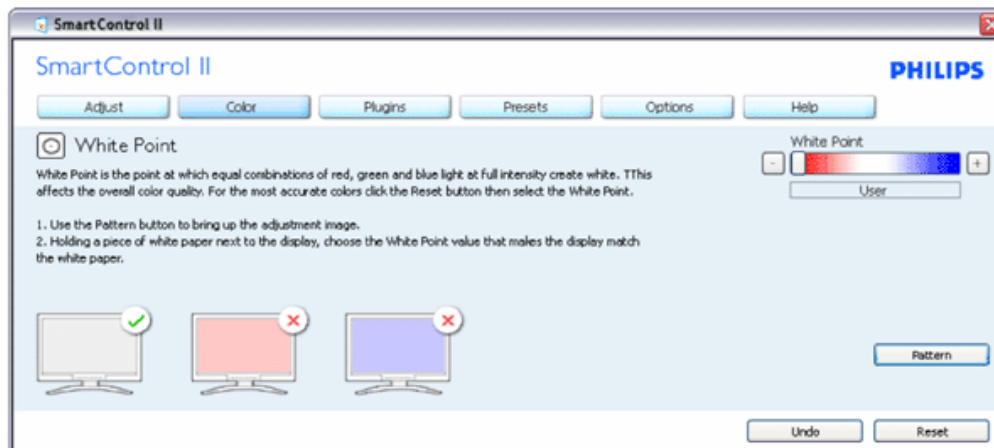 SmartControl II
SmartControl II
PHILIPS
Adjust Color Plugins Presets Options Help
White Point
White Point is the point at which equal combinations of red, green and blue light at full intensity create white. TThis
affects the overall color quality. For the most accurate colors click the Reset button then select the White Point.
1. Use the Pattern button to bring up the adjustment image.
2. Holding a piece of white paper next to the display, choose the White Point value that makes the display match
the white paper.
White Point
- +
User
Pattern
Undo Reset